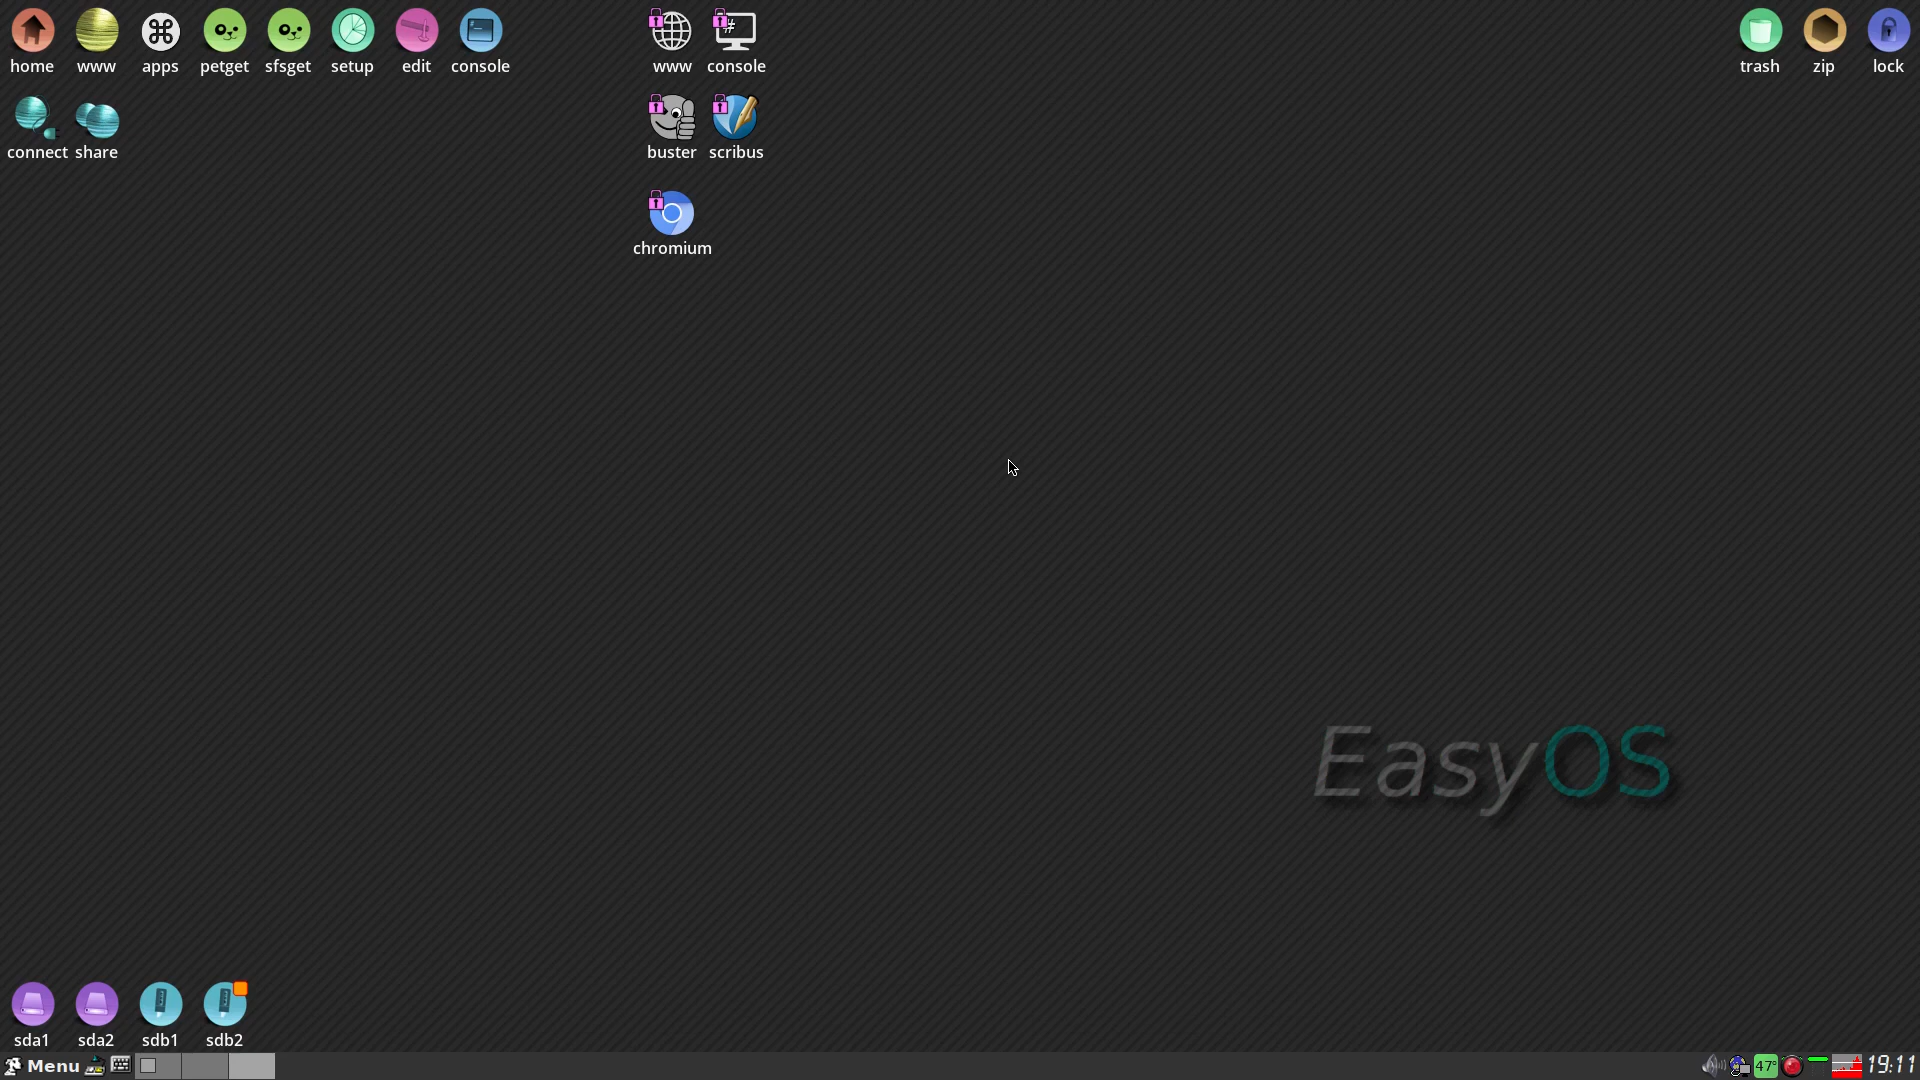 home www apps petget sfsget setup edit console www console trash zip lock
connect share buster scribus
chromium
EasyOS
sda1 sda2 sdb1 sdb2
Menu 47° 19:11